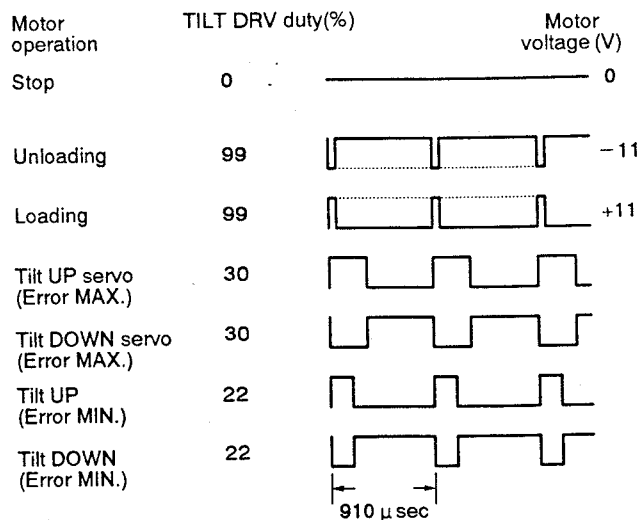 Motor operation
TILT DRV duty(%)
Motor voltage (V)
Stop 0 0
Unloading 99 −11
Loading 99 +11
Tilt UP servo 30
(Error MAX.)
Tilt DOWN servo 30
(Error MAX.)
Tilt UP 22
(Error MIN.)
Tilt DOWN 22
(Error MIN.)
910 μ sec